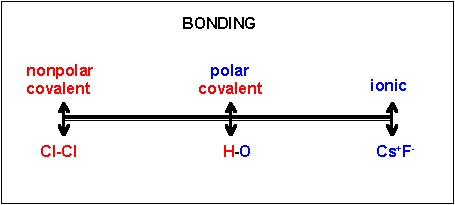 BONDING
nonpolar
covalent
polar
covalent
ionic
Cl-Cl
H-O
Cs⁺F⁻